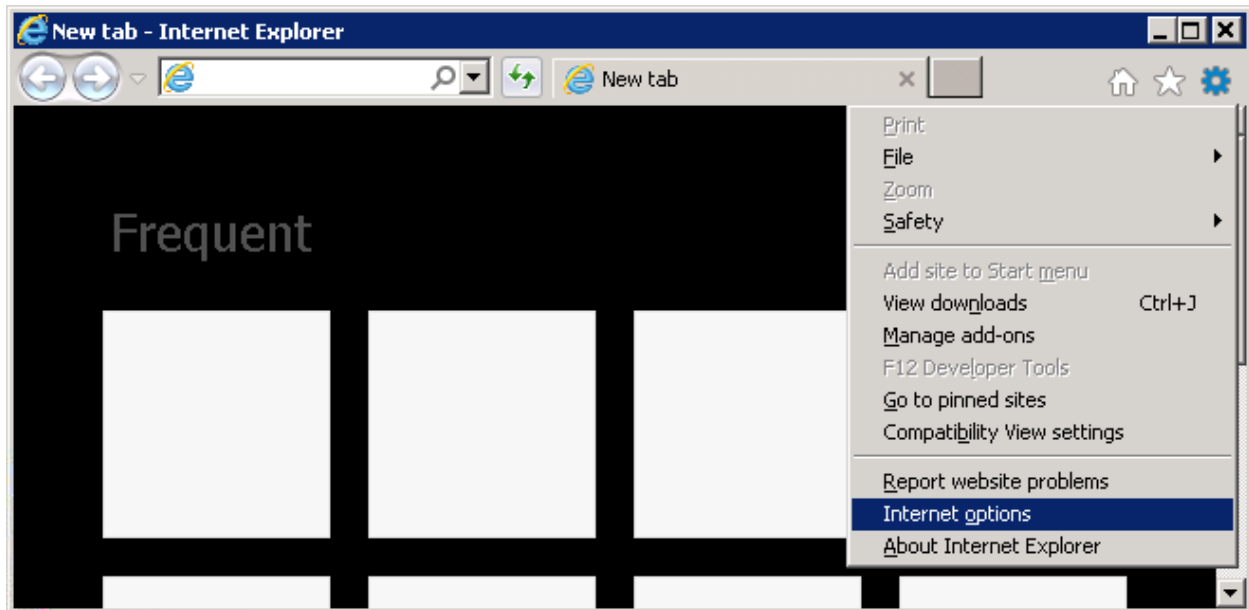 New tab - Internet Explorer
New tab
Frequent
Print
File
Zoom
Safety
Add site to Start menu
View downloads Ctrl+J
Manage add-ons
F12 Developer Tools
Go to pinned sites
Compatibility View settings
Report website problems
Internet options
About Internet Explorer